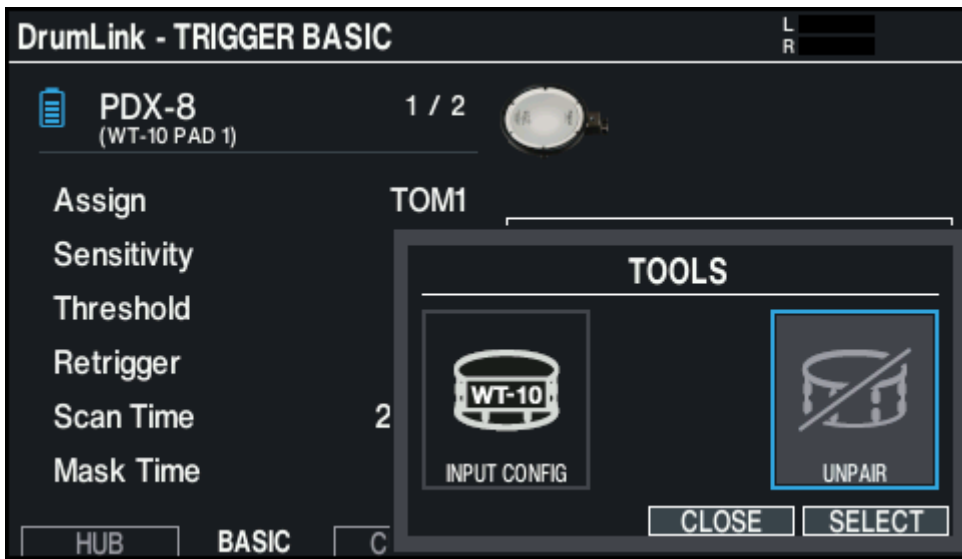 DrumLink - TRIGGER BASIC
L
R
PDX-8
1 / 2
(WT-10 PAD 1)
Assign
TOM1
Sensitivity
Threshold
Retrigger
Scan Time
2
Mask Time
TOOLS
WT-10
INPUT CONFIG
UNPAIR
CLOSE
SELECT
HUB
BASIC
C